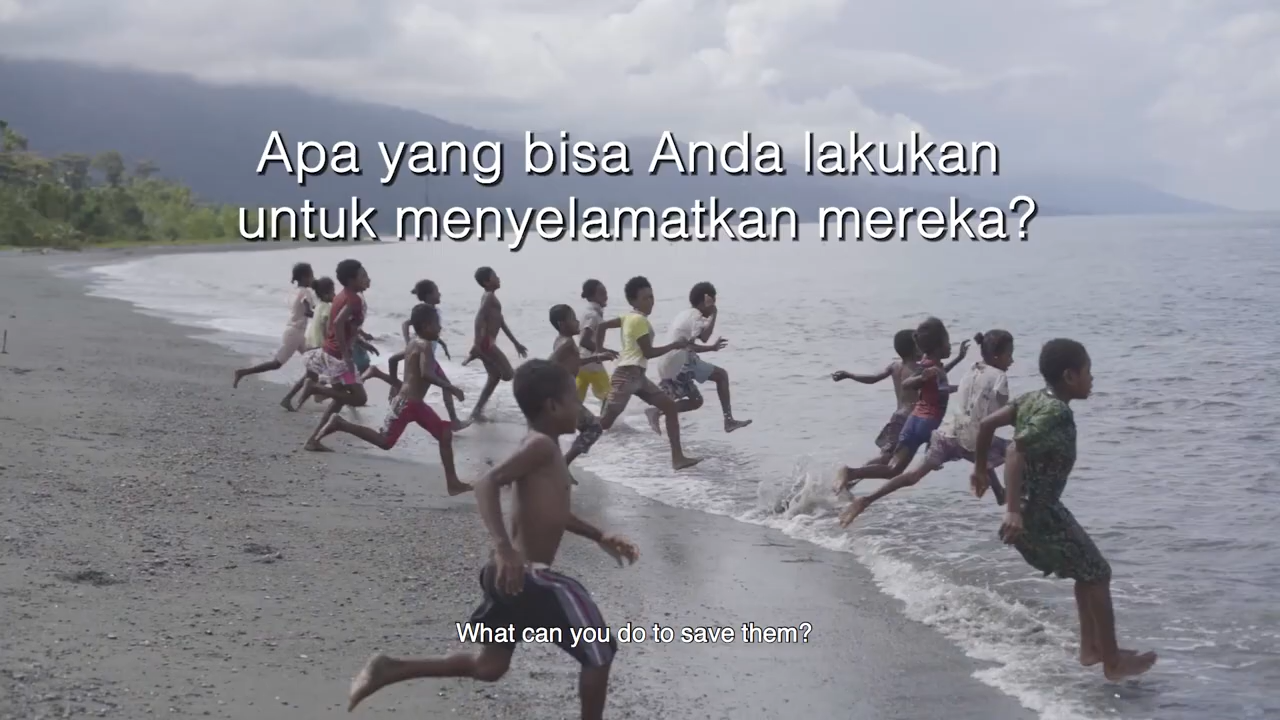 Apa yang bisa Anda lakukan
untuk menyelamatkan mereka?
What can you do to save them?